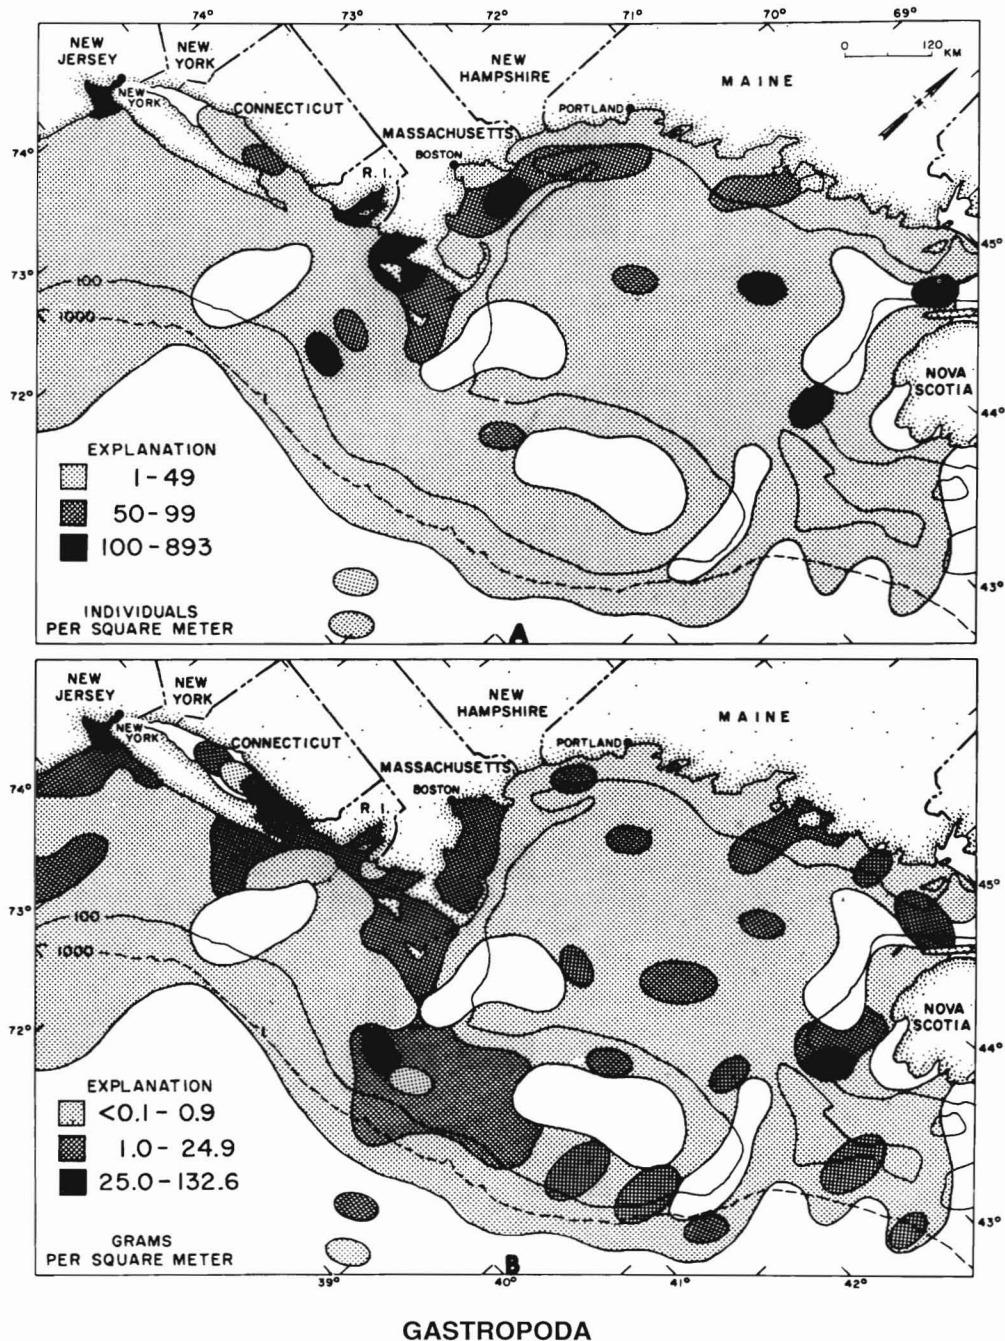 74° 73° 72° 71° 70° 69°
NEW
JERSEY
NEW
YORK
NEW
YORK
CONNECTICUT
MASSACHUSETTS
BOSTON
R.I.
NEW
HAMPSHIRE
PORTLAND
MAINE
0 120
KM
74°
73°
100
1000
72°
45°
NOVA
SCOTIA
44°
43°
EXPLANATION
1-49
50-99
100-893
INDIVIDUALS
PER SQUARE METER
A
NEW
JERSEY
NEW
YORK
NEW
YORK
CONNECTICUT
MASSACHUSETTS
BOSTON
R.I.
NEW
HAMPSHIRE
PORTLAND
MAINE
74°
73°
100
1000
72°
45°
NOVA
SCOTIA
44°
43°
EXPLANATION
<0.1-0.9
1.0-24.9
25.0-132.6
GRAMS
PER SQUARE METER
B
39° 40° 41° 42°
GASTROPODA